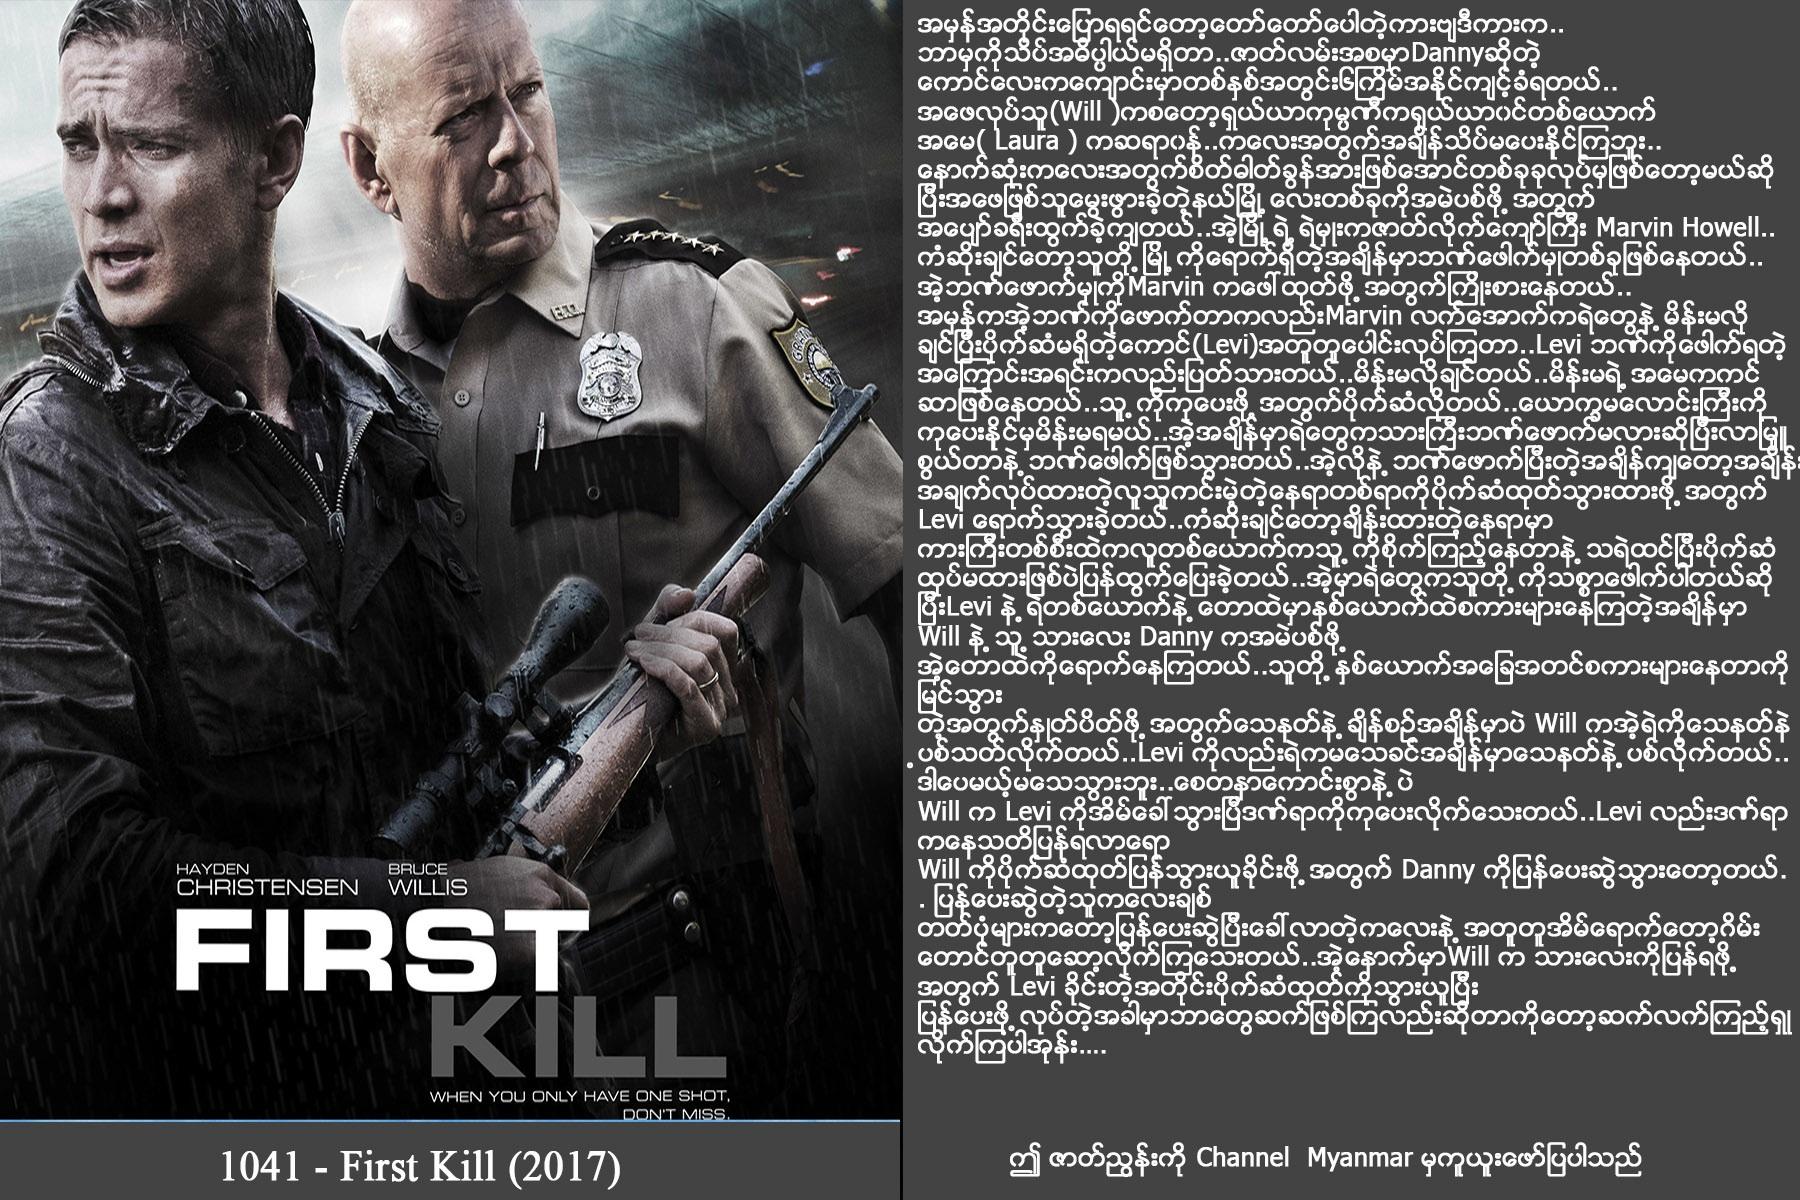 HAYDEN
CHRISTENSEN
BRUCE
WILLIS
FIRST
KILL
WHEN YOU ONLY HAVE ONE SHOT,
DON'T MISS.
1041 - First Kill (2017)
အမှန်အတိုင်းပြောရရင်တော့တော်တော်ပေါတဲ့ကားဗျဒီကားက..
ဘာမှကိုသိပ်အဓိပ္ပါယ်မရှိတာ..ဇာတ်လမ်းအစမှာDannyဆိုတဲ့
ကောင်လေးကကျောင်းမှာတစ်နှစ်အတွင်း၆ကြိမ်အနိုင်ကျင့်ခံရတယ်..
အဖေလုပ်သူ(Will )ကစတော့ရှယ်ယာကုမ္ပဏီကရှယ်ယာဂင်တစ်ယောက်
အမေ( Laura ) ကဆရာဂန်..ကလေးအတွက်အချိန်သိပ်မပေးနိုင်ကြဘူး..
နောက်ဆုံးကလေးအတွက်စိတ်ဓါတ်ခွန်အားဖြစ်အောင်တစ်ခုခုလုပ်မှဖြစ်တော့မယ်ဆို
ပြီးအဖေဖြစ်သူမွေးဖွားခဲ့တဲ့နယ်မြို့လေးတစ်ခုကိုအမဲပစ်ဖို့ အတွက်
အပျော်ခရီးထွက်ခဲ့ကျတယ်..အဲ့မြို့ရဲ့ ရဲမှုးကဇာတ်လိုက်ကျော်ကြီး Marvin Howell..
ကံဆိုးချင်တော့သူတို့ မြို့ ကိုရောက်ရှိတဲ့အချိန်မှာဘဏ်ဖေါက်မှုတစ်ခုဖြစ်နေတယ်..
အဲ့ဘဏ်ဖောက်မှုကိုMarvin ကဖေါ်ထုတ်ဖို့ အတွက်ကြိုးစားနေတယ်..
အမှန်ကအဲ့ဘဏ်ကိုဖောက်တာကလည်းMarvin လက်အောက်ကရဲတွေနဲ့ မိန်းမလို
ချင်ပြီးပိုက်ဆံမရှိတဲ့ကောင်(Levi)အတူတူပေါင်းလုပ်ကြတာ..Levi ဘဏ်ကိုဖေါက်ရတဲ့
အကြောင်းအရင်းကလည်းပြတ်သားတယ်..မိန်းမလိုချင်တယ်..မိန်းမရဲ့ အမေကကင်
ဆာဖြစ်နေတယ်..သူ့ ကိုကုပေးဖို့ အတွက်ပိုက်ဆံလိုတယ်..ယောက္ခမလောင်းကြီးကို
ကုပေးနိုင်မှမိန်းမရမယ်..အဲ့အချိန်မှာရဲတွေကသားကြီးဘဏ်ဖောက်မလားဆိုပြီးလာမြှူ
စွယ်တာနဲ့ ဘဏ်ဖေါက်ဖြစ်သွားတယ်..အဲ့လိုနဲ့ ဘဏ်ဖောက်ပြီးတဲ့အချိန်ကျတော့အချိန်း
အချက်လုပ်ထားတဲ့လူသူကင်းမဲ့တဲ့နေရာတစ်ရာကိုပိုက်ဆံထုတ်သွားထားဖို့ အတွက်
Levi ရောက်သွားခဲ့တယ်..ကံဆိုးချင်တော့ချိန်းထားတဲ့နေရာမှာ
ကားကြီးတစ်စီးထဲကလူတစ်ယောက်ကသူ့ ကိုစိုက်ကြည့်နေတာနဲ့ သရဲထင်ပြီးပိုက်ဆံ
ထုပ်မထားဖြစ်ပဲပြန်ထွက်ပြေးခဲ့တယ်..အဲ့မှာရဲတွေကသူတို့ ကိုသစ္စာဖေါက်ပါတယ်ဆို
ပြီးLevi နဲ့ ရဲတစ်ယောက်နဲ့ တောထဲမှာနှစ်ယောက်ထဲစကားများနေကြတဲ့အချိန်မှာ
Will နဲ့ သူ့ သားလေး Danny ကအမဲပစ်ဖို့
အဲ့တောထဲကိုရောက်နေကြတယ်..သူတို့ နှစ်ယောက်အခြေအတင်စကားများနေတာကို
မြင်သွား
တဲ့အတွက်နှုတ်ပိတ်ဖို့ အတွက်သေနတ်နဲ့ ချိန်စဉ်အချိန်မှာပဲ Will ကအဲ့ရဲကိုသေနတ်နဲ
့ ပစ်သတ်လိုက်တယ်..Levi ကိုလည်းရဲကမသေခင်အချိန်မှာသေနတ်နဲ့ ပစ်လိုက်တယ်..
ဒါပေမယ့်မသေသွားဘူး..စေတနာကောင်းစွာနဲ့ ပဲ
Will က Levi ကိုအိမ်ခေါ်သွားပြီဒဏ်ရာကိုကုပေးလိုက်သေးတယ်..Levi လည်းဒဏ်ရာ
ကနေသတိပြန်ရလာရော
Will ကိုပိုက်ဆံထုတ်ပြန်သွားယူခိုင်းဖို့ အတွက် Danny ကိုပြန်ပေးဆွဲသွားတော့တယ်.
. ပြန်ပေးဆွဲတဲ့သူကလေးချစ်
တတ်ပုံများကတော့ပြန်ပေးဆွဲပြီးခေါ်လာတဲ့ကလေးနဲ့ အတူတူအိမ်ရောက်တော့ဂိမ်း
တောင်တူတူဆော့လိုက်ကြသေးတယ်..အဲ့နောက်မှာWill က သားလေးကိုပြန်ရဖို့
အတွက် Levi ခိုင်းတဲ့အတိုင်းပိုက်ဆံထုတ်ကိုသွားယူပြီး
ပြန်ပေးဖို့ လုပ်တဲ့အခါမှာဘာတွေဆက်ဖြစ်ကြလည်းဆိုတာကိုတော့ဆက်လက်ကြည့်ရှု
လိုက်ကြပါအုန်း....
ဤ ဇာတ်ညွှန်းကို Channel Myanmar မှကူယူးဖော်ပြပါသည်